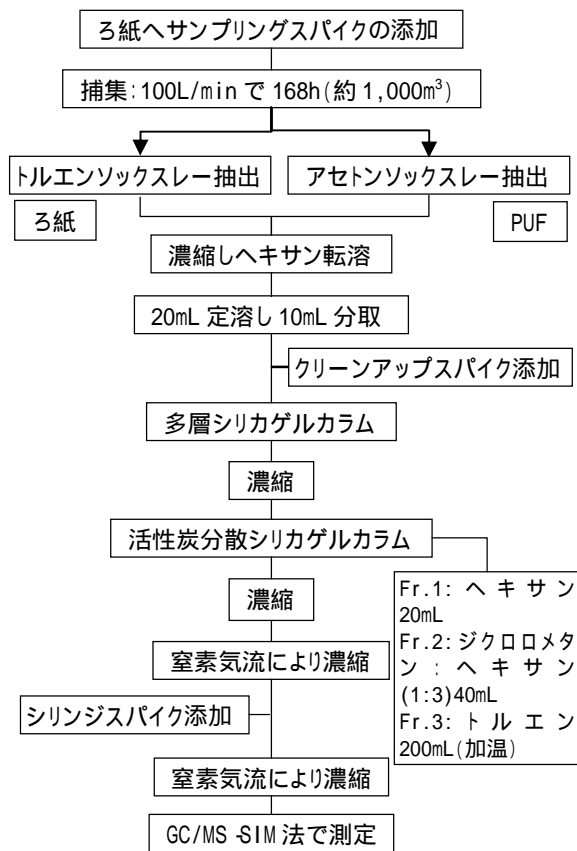 ろ紙へサンプリングスパイクの添加
捕集：100L/min で 168h(約 1,000m³)
トルエンソックスレー抽出
アセトンソックスレー抽出
ろ紙
PUF
濃縮しヘキサン転溶
20mL 定溶し 10mL 分取
クリーンアップスパイク添加
多層シリカゲルカラム
濃縮
活性炭分散シリカゲルカラム
Fr.1: ヘキサン
20mL
Fr.2:ジクロロメタ
ン:ヘキサン
(1:3)40mL
Fr.3:トルエン
200mL(加温)
濃縮
窒素気流により濃縮
シリンジスパイク添加
窒素気流により濃縮
GC/MS-SIM 法で測定